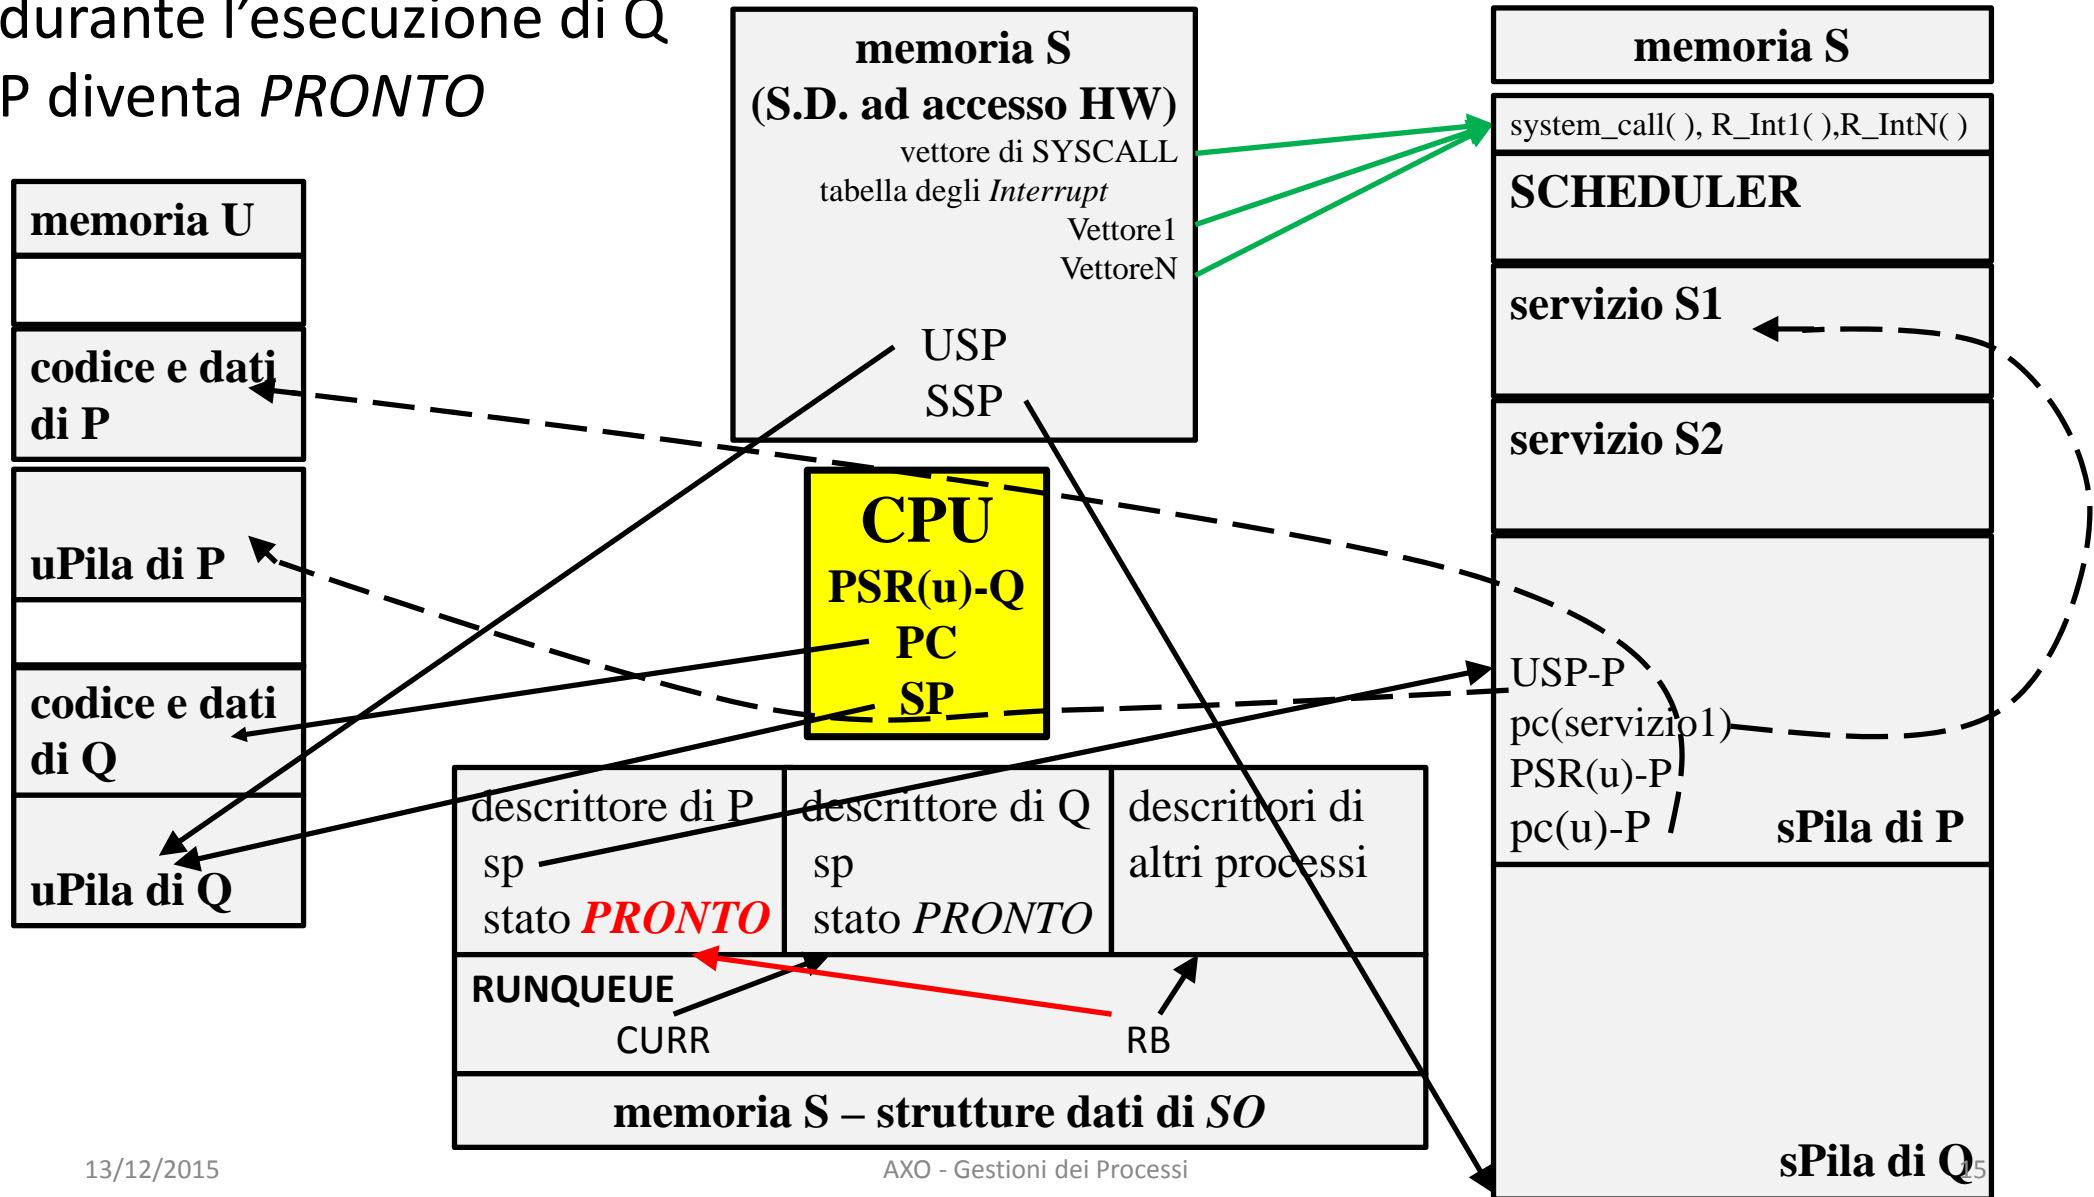 durante l’esecuzione di Q
P diventa PRONTO
memoria U
codice e dati
di P
uPila di P
codice e dati
di Q
uPila di Q
memoria S
(S.D. ad accesso HW)
vettore di SYSCALL
tabella degli Interrupt
Vettore1
VettoreN
USP
SSP
CPU
PSR(u)-Q
PC
SP
descrittore di P
sp
stato PRONTO
descrittore di Q
sp
stato PRONTO
descrittori di
altri processi
RUNQUEUE
CURR
RB
memoria S – strutture dati di SO
memoria S
system_call( ), R_Int1( ),R_IntN( )
SCHEDULER
servizio S1
servizio S2
USP-P
pc(servizio1)
PSR(u)-P
pc(u)-P
sPila di P
sPila di Q
13/12/2015
AXO - Gestioni dei Processi
15